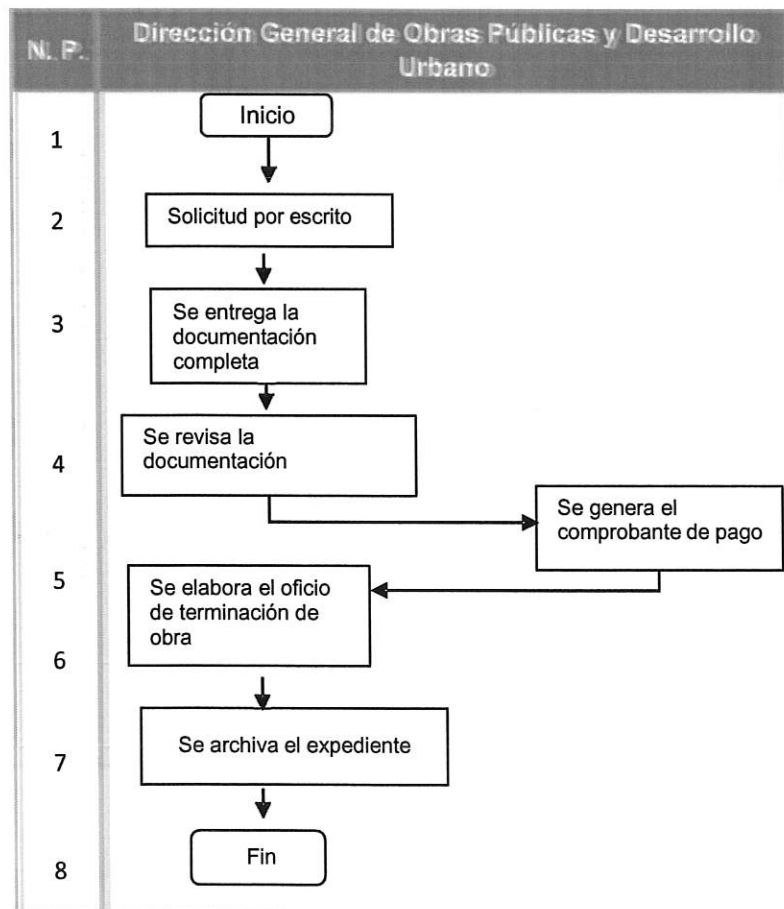 N. P.
Dirección General de Obras Públicas y Desarrollo
Urbano
1
Inicio
2
Solicitud por escrito
3
Se entrega la
documentación
completa
4
Se revisa la
documentación
Se genera el
comprobante de pago
5
Se elabora el oficio
de terminación de
obra
6
7
Se archiva el expediente
8
Fin